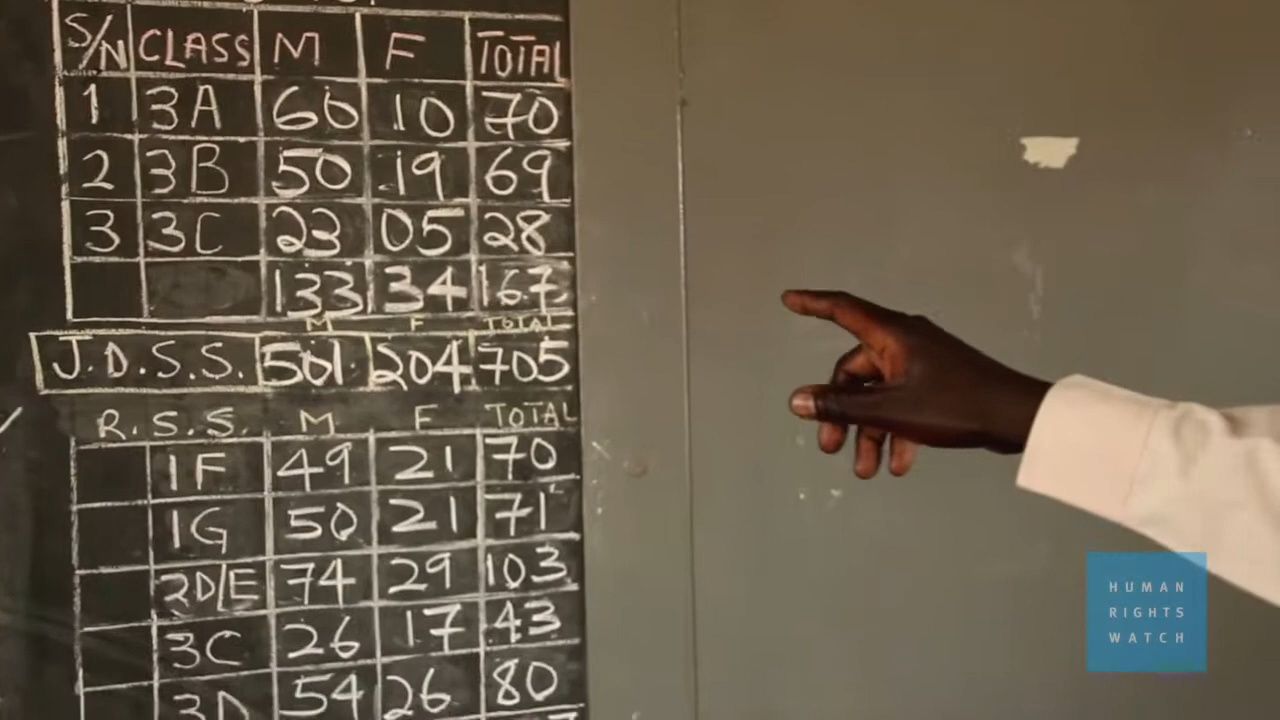 S/N CLASS M F TOTAL
1 3A 60 10 70
2 3B 50 19 69
3 3C 23 05 28
133 34 167
M F TOTAL
J.D.S.S. 501 204 705
R.S.S. M F TOTAL
1F 49 21 70
1G 50 21 71
2D/E 74 29 103
3C 26 17 43
3D 54 26 80
HUMAN
RIGHTS
WATCH